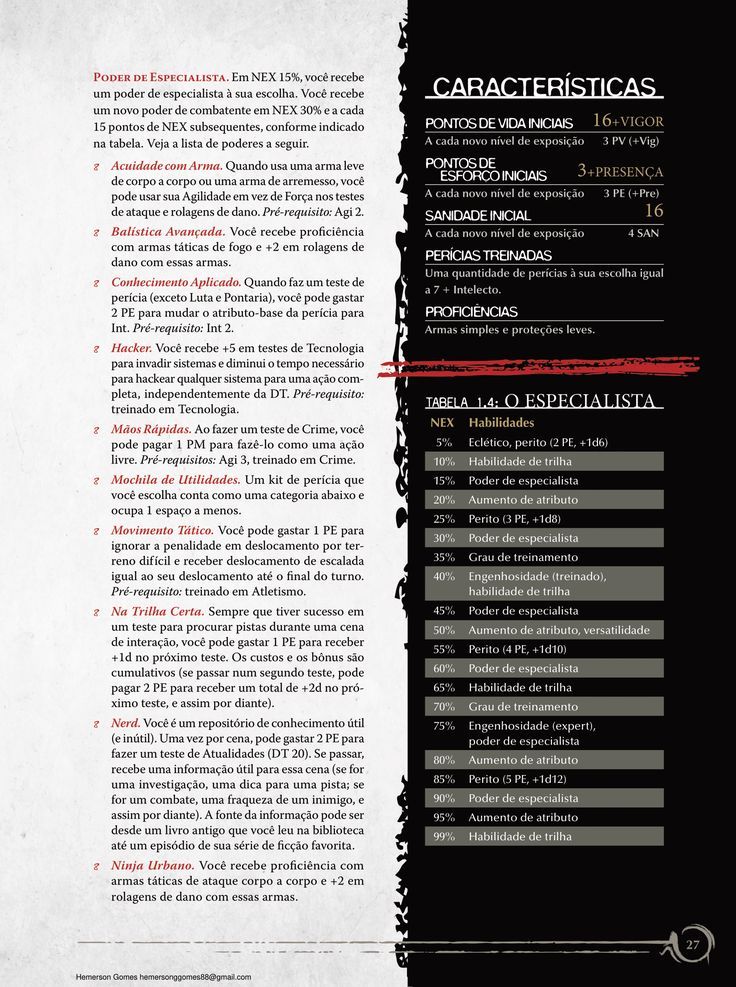 PODER DE ESPECIALISTA. Em NEX 15%, você recebe
um poder de especialista à sua escolha. Você recebe
um novo poder de combatente em NEX 30% e a cada
15 pontos de NEX subsequentes, conforme indicado
na tabela. Veja a lista de poderes a seguir.
Acuidade com Arma. Quando usa uma arma leve
de corpo a corpo ou uma arma de arremesso, você
pode usar sua Agilidade em vez de Força nos testes
de ataque e rolagens de dano. Pré-requisito: Agi 2.
Balística Avançada. Você recebe proficiência
com armas táticas de fogo e +2 em rolagens de
dano com essas armas.
Conhecimento Aplicado. Quando faz um teste de
perícia (exceto Luta e Pontaria), você pode gastar
2 PE para mudar o atributo-base da perícia para
Int. Pré-requisito: Int 2.
Hacker. Você recebe +5 em testes de Tecnologia
para invadir sistemas e diminui o tempo necessário
para hackear qualquer sistema para uma ação com-
pleta, independentemente da DT. Pré-requisito:
treinado em Tecnologia.
Mãos Rápidas. Ao fazer um teste de Crime, você
pode pagar 1 PM para fazê-lo como uma ação
livre. Pré-requisitos: Agi 3, treinado em Crime.
Mochila de Utilidades. Um kit de perícia que
você escolha conta como uma categoria abaixo e
ocupa 1 espaço a menos.
Movimento Tático. Você pode gastar 1 PE para
ignorar a penalidade em deslocamento por ter-
reno difícil e receber deslocamento de escalada
igual ao seu deslocamento até o final do turno.
Pré-requisito: treinado em Atletismo.
Na Trilha Certa. Sempre que tiver sucesso em
um teste para procurar pistas durante uma cena
de interação, você pode gastar 1 PE para receber
+1d no próximo teste. Os custos e os bônus são
cumulativos (se passar num segundo teste, pode
pagar 2 PE para receber um total de +2d no pró-
ximo teste, e assim por diante).
Nerd. Você é um repositório de conhecimento útil
(e inútil). Uma vez por cena, pode gastar 2 PE para
fazer um teste de Atualidades (DT 20). Se passar,
recebe uma informação útil para essa cena (se for
uma investigação, uma dica para uma pista; se
for um combate, uma fraqueza de um inimigo, e
assim por diante). A fonte da informação pode ser
desde um livro antigo que você leu na biblioteca
até um episódio de sua série de ficção favorita.
Ninja Urbano. Você recebe proficiência com
armas táticas de ataque corpo a corpo e +2 em
rolagens de dano com essas armas.
CARACTERÍSTICAS
PONTOS DE VIDA INICIAIS 16+VIGOR
A cada novo nível de exposição 3 PV (+Vig)
PONTOS DE
ESFORÇO INICIAIS 3+PRESENÇA
A cada novo nível de exposição 3 PE (+Pre)
SANIDADE INICIAL 16
A cada novo nível de exposição 4 SAN
PERÍCIAS TREINADAS
Uma quantidade de perícias à sua escolha igual
a 7 + Intelecto.
PROFICIÊNCIAS
Armas simples e proteções leves.
TABELA 1.4: O ESPECIALISTA
NEX Habilidades
5% Eclético, perito (2 PE, +1d6)
10% Habilidade de trilha
15% Poder de especialista
20% Aumento de atributo
25% Perito (3 PE, +1d8)
30% Poder de especialista
35% Grau de treinamento
40% Engenhosidade (treinado),
habilidade de trilha
45% Poder de especialista
50% Aumento de atributo, versatilidade
55% Perito (4 PE, +1d10)
60% Poder de especialista
65% Habilidade de trilha
70% Grau de treinamento
75% Engenhosidade (expert),
poder de especialista
80% Aumento de atributo
85% Perito (5 PE, +1d12)
90% Poder de especialista
95% Aumento de atributo
99% Habilidade de trilha
27
Hemerson Gomes hemersonggomes88@gmail.com